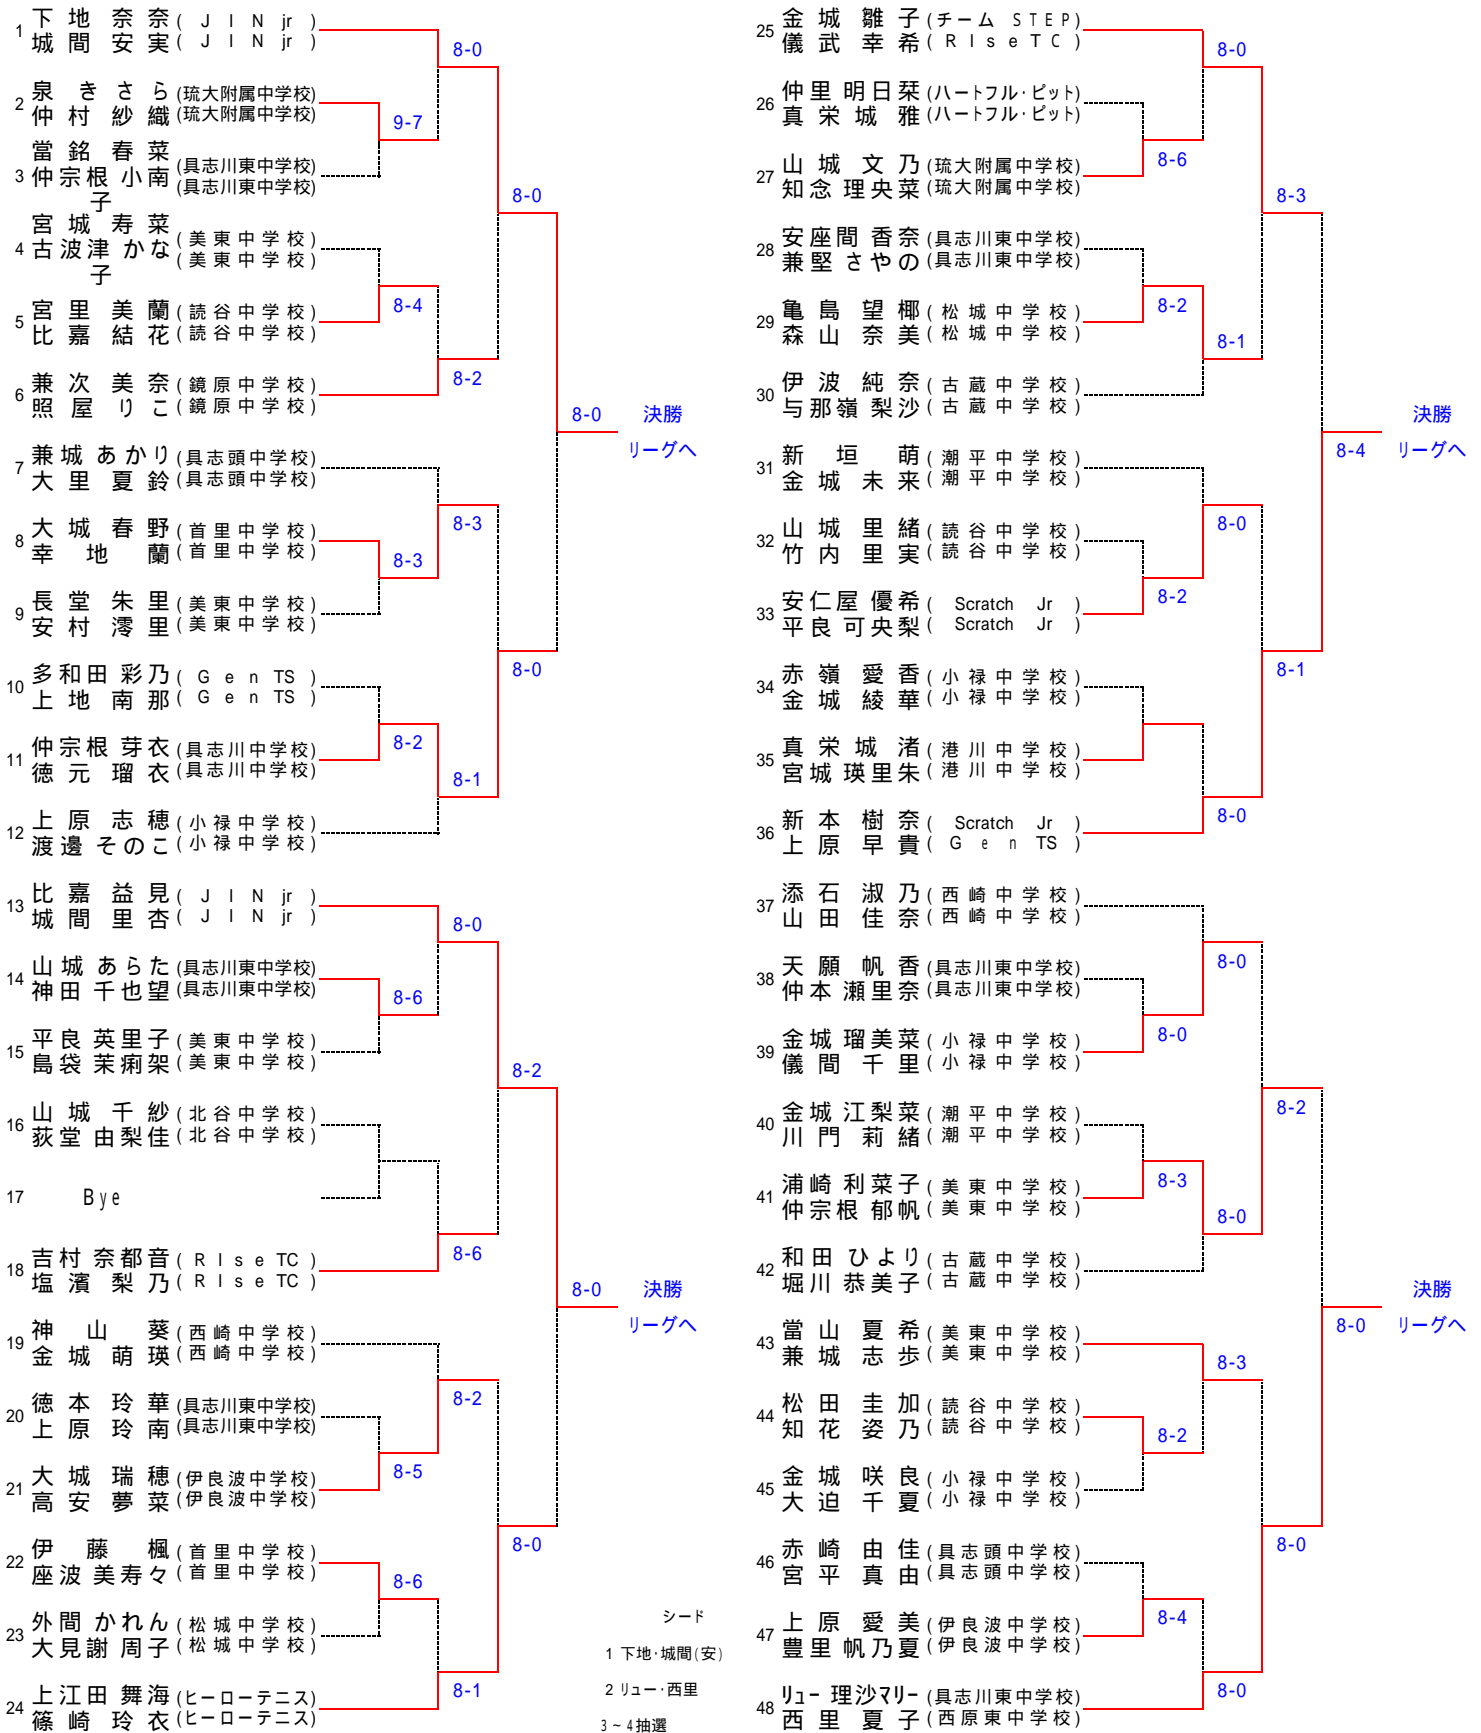 1 下地 奈奈 ( J I N jr )
城間 安実 ( J I N jr )
8-0
2 泉 きさら (琉大附属中学校)
仲村 紗織 (琉大附属中学校)
9-7
3 當銘 春菜 (具志川東中学校)
仲宗根 小南子 (具志川東中学校)
8-0
4 宮城 寿菜 (美東中学校)
古波津 かな子 (美東中学校)
5 宮里 美蘭 (読谷中学校)
比嘉 結花 (読谷中学校)
8-4
6 兼次 美奈 (鏡原中学校)
照屋 りこ (鏡原中学校)
8-2
8-0 決勝
リーグへ
7 兼城 あかり (具志頭中学校)
大里 夏鈴 (具志頭中学校)
8 大城 春野 (首里中学校)
幸地 蘭 (首里中学校)
8-3
8-3
9 長堂 朱里 (美東中学校)
安村 澪里 (美東中学校)
8-0
10 多和田 彩乃 ( G e n TS )
上地 南那 ( G e n TS )
11 仲宗根 芽衣 (具志川中学校)
徳元 瑠衣 (具志川中学校)
8-2
8-1
12 上原 志穂 (小禄中学校)
渡邊 そのこ (小禄中学校)
13 比嘉 益見 ( J I N jr )
城間 里杏 ( J I N jr )
8-0
14 山城 あらた (具志川東中学校)
神田 千也望 (具志川東中学校)
8-6
15 平良 英里子 (美東中学校)
島袋 茉痢架 (美東中学校)
8-2
16 山城 千紗 (北谷中学校)
荻堂 由梨佳 (北谷中学校)
17 Bye
18 吉村 奈都音 ( R I s e TC )
塩濱 梨乃 ( R I s e TC )
8-6
8-0 決勝
リーグへ
19 神山 葵 (西崎中学校)
金城 萌瑛 (西崎中学校)
20 徳本 玲華 (具志川東中学校)
上原 玲南 (具志川東中学校)
8-2
21 大城 瑞穂 (伊良波中学校)
高安 夢菜 (伊良波中学校)
8-5
8-0
22 伊藤 楓 (首里中学校)
座波 美寿々 (首里中学校)
8-6
23 外間 かれん (松城中学校)
大見謝 周子 (松城中学校)
24 上江田 舞海 (ヒーローテニス)
篠崎 玲衣 (ヒーローテニス)
8-1
シード
1 下地・城間(安)
2 リュー・西里
3 ~ 4 抽選
25 金城 雛子 (チーム STEP)
儀武 幸希 ( R I s e T C )
8-0
26 仲里 明日栞 (ハートフル・ピット)
真栄城 雅 (ハートフル・ピット)
27 山城 文乃 (琉大附属中学校)
知念 理央菜 (琉大附属中学校)
8-6
8-3
28 安座間 香奈 (具志川東中学校)
兼堅 さやの (具志川東中学校)
29 亀島 望椰 (松城中学校)
森山 奈美 (松城中学校)
8-2
8-1
30 伊波 純奈 (古蔵中学校)
与那嶺 梨沙 (古蔵中学校)
8-4 決勝
リーグへ
31 新垣 萌 (潮平中学校)
金城 未来 (潮平中学校)
8-0
32 山城 里緒 (読谷中学校)
竹内 里実 (読谷中学校)
33 安仁屋 優希 ( Scratch Jr )
平良 可央梨 ( Scratch Jr )
8-2
8-1
34 赤嶺 愛香 (小禄中学校)
金城 綾華 (小禄中学校)
35 真栄城 渚 (港川中学校)
宮城 瑛里朱 (港川中学校)
36 新本 樹奈 ( Scratch Jr )
上原 早貴 ( G e n TS )
8-0
37 添石 淑乃 (西崎中学校)
山田 佳奈 (西崎中学校)
8-0
38 天願 帆香 (具志川東中学校)
仲本 瀬里奈 (具志川東中学校)
39 金城 瑠美菜 (小禄中学校)
儀間 千里 (小禄中学校)
8-0
8-2
40 金城 江梨菜 (潮平中学校)
川門 莉緒 (潮平中学校)
41 浦崎 利菜子 (美東中学校)
仲宗根 郁帆 (美東中学校)
8-3
8-0
42 和田 ひより (古蔵中学校)
堀川 恭美子 (古蔵中学校)
8-0 決勝
リーグへ
43 當山 夏希 (美東中学校)
兼城 志歩 (美東中学校)
8-3
44 松田 圭加 (読谷中学校)
知花 姿乃 (読谷中学校)
8-2
45 金城 咲良 (小禄中学校)
大迫 千夏 (小禄中学校)
8-0
46 赤崎 由佳 (具志頭中学校)
宮平 真由 (具志頭中学校)
47 上原 愛美 (伊良波中学校)
豊里 帆乃夏 (伊良波中学校)
8-4
48 リュー 理沙マリー (具志川東中学校)
西里 夏子 (西原東中学校)
8-0